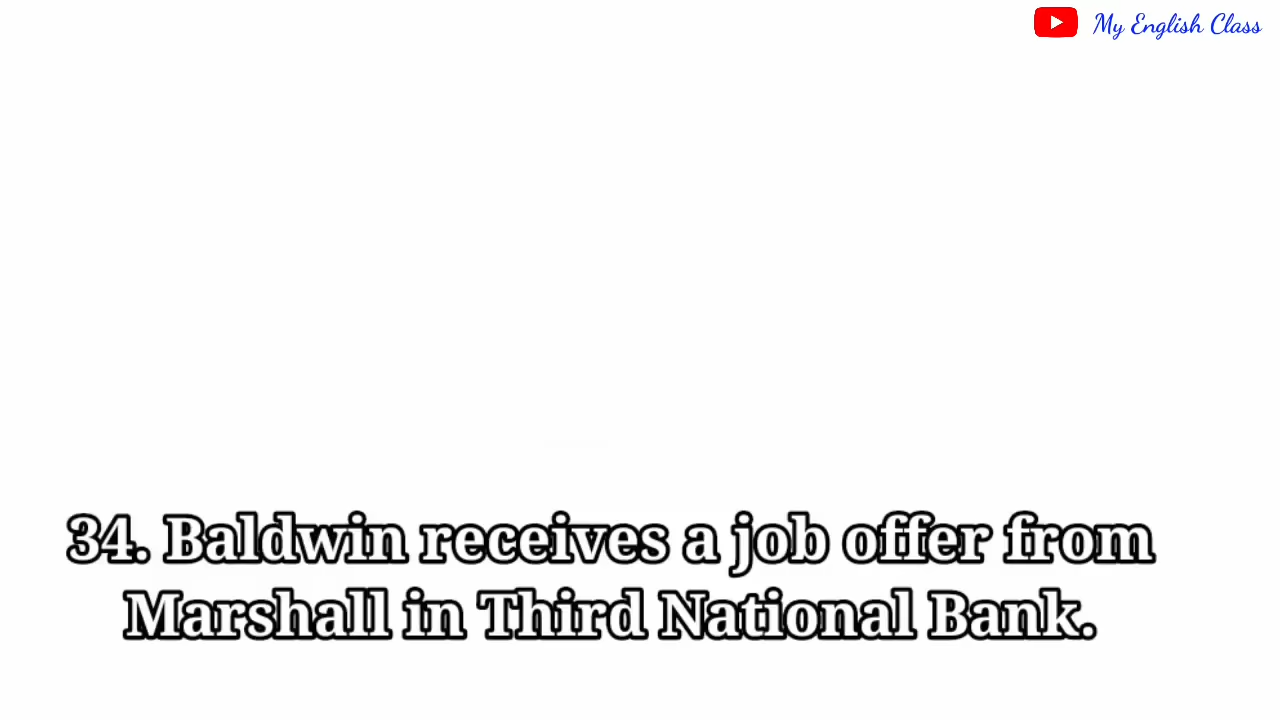 My English Class
34. Baldwin receives a job offer from
Marshall in Third National Bank.